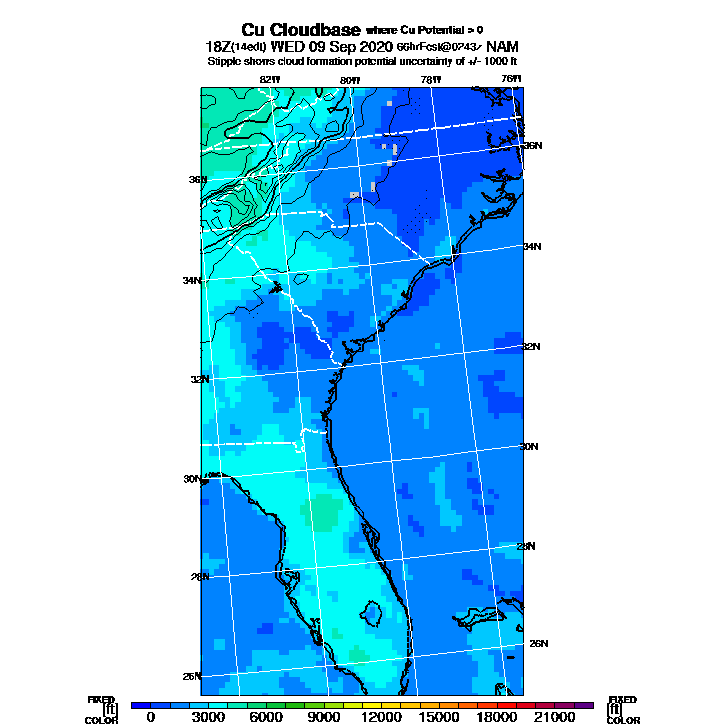 Cu Cloudbase where Cu Potential > 0
18Z(14edt) WED 09 Sep 2020 66hrFcst@0243z NAM
Stipple shows cloud formation potential uncertainty of +/- 1000 ft
82W 80W 78W 76W
36N
36N
34N
34N
32N
32N
30N
30N
28N
28N
26N
26N
FIXED FIXED
[ft] [ft]
COLOR COLOR
0 3000 6000 9000 12000 15000 18000 21000